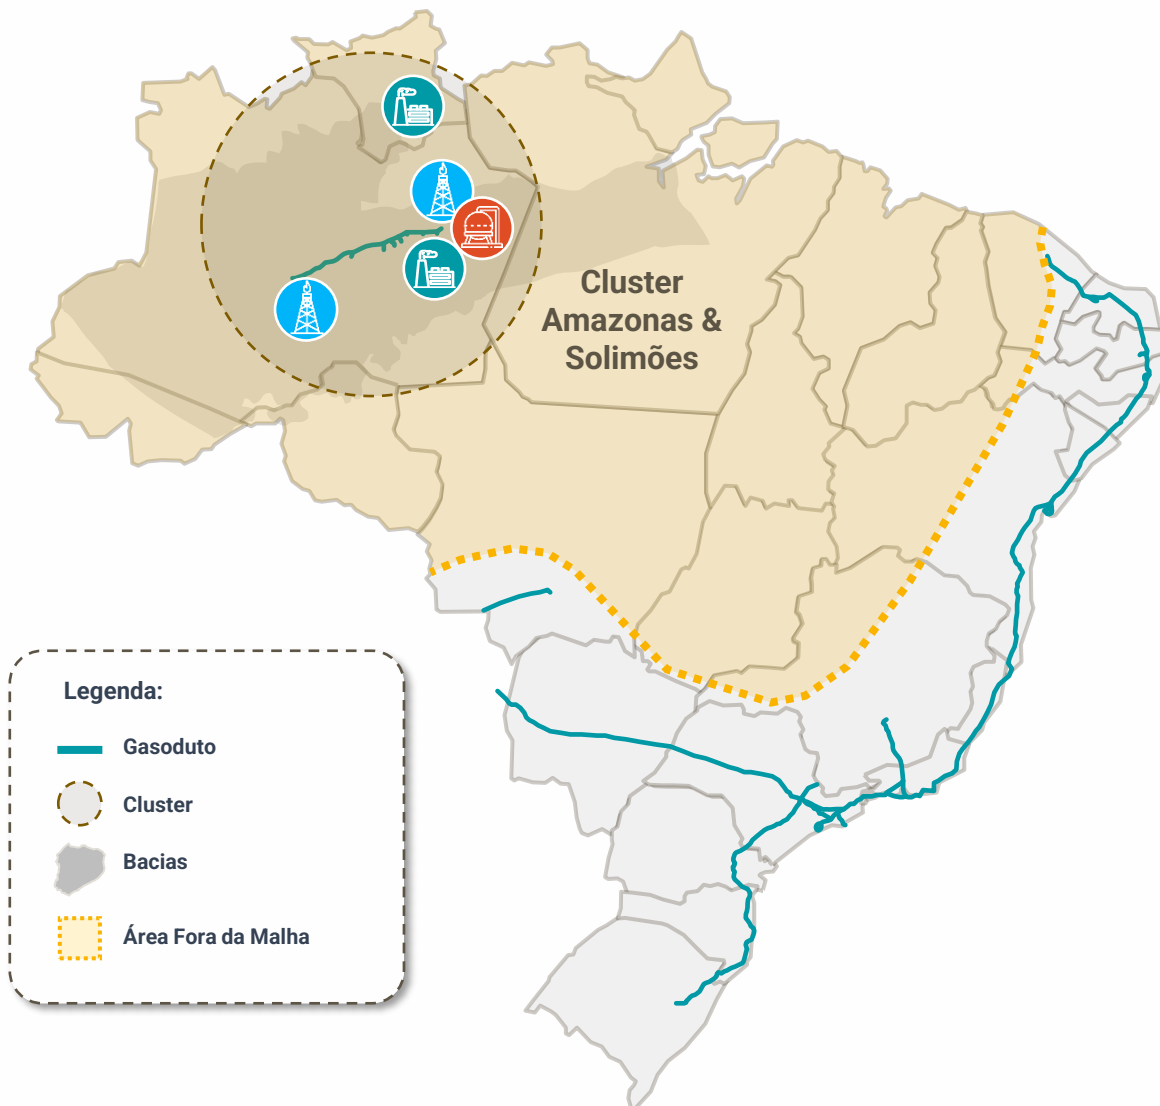 Cluster
Amazonas &
Solimões
Legenda:
Gasoduto
Cluster
Bacias
Área Fora da Malha